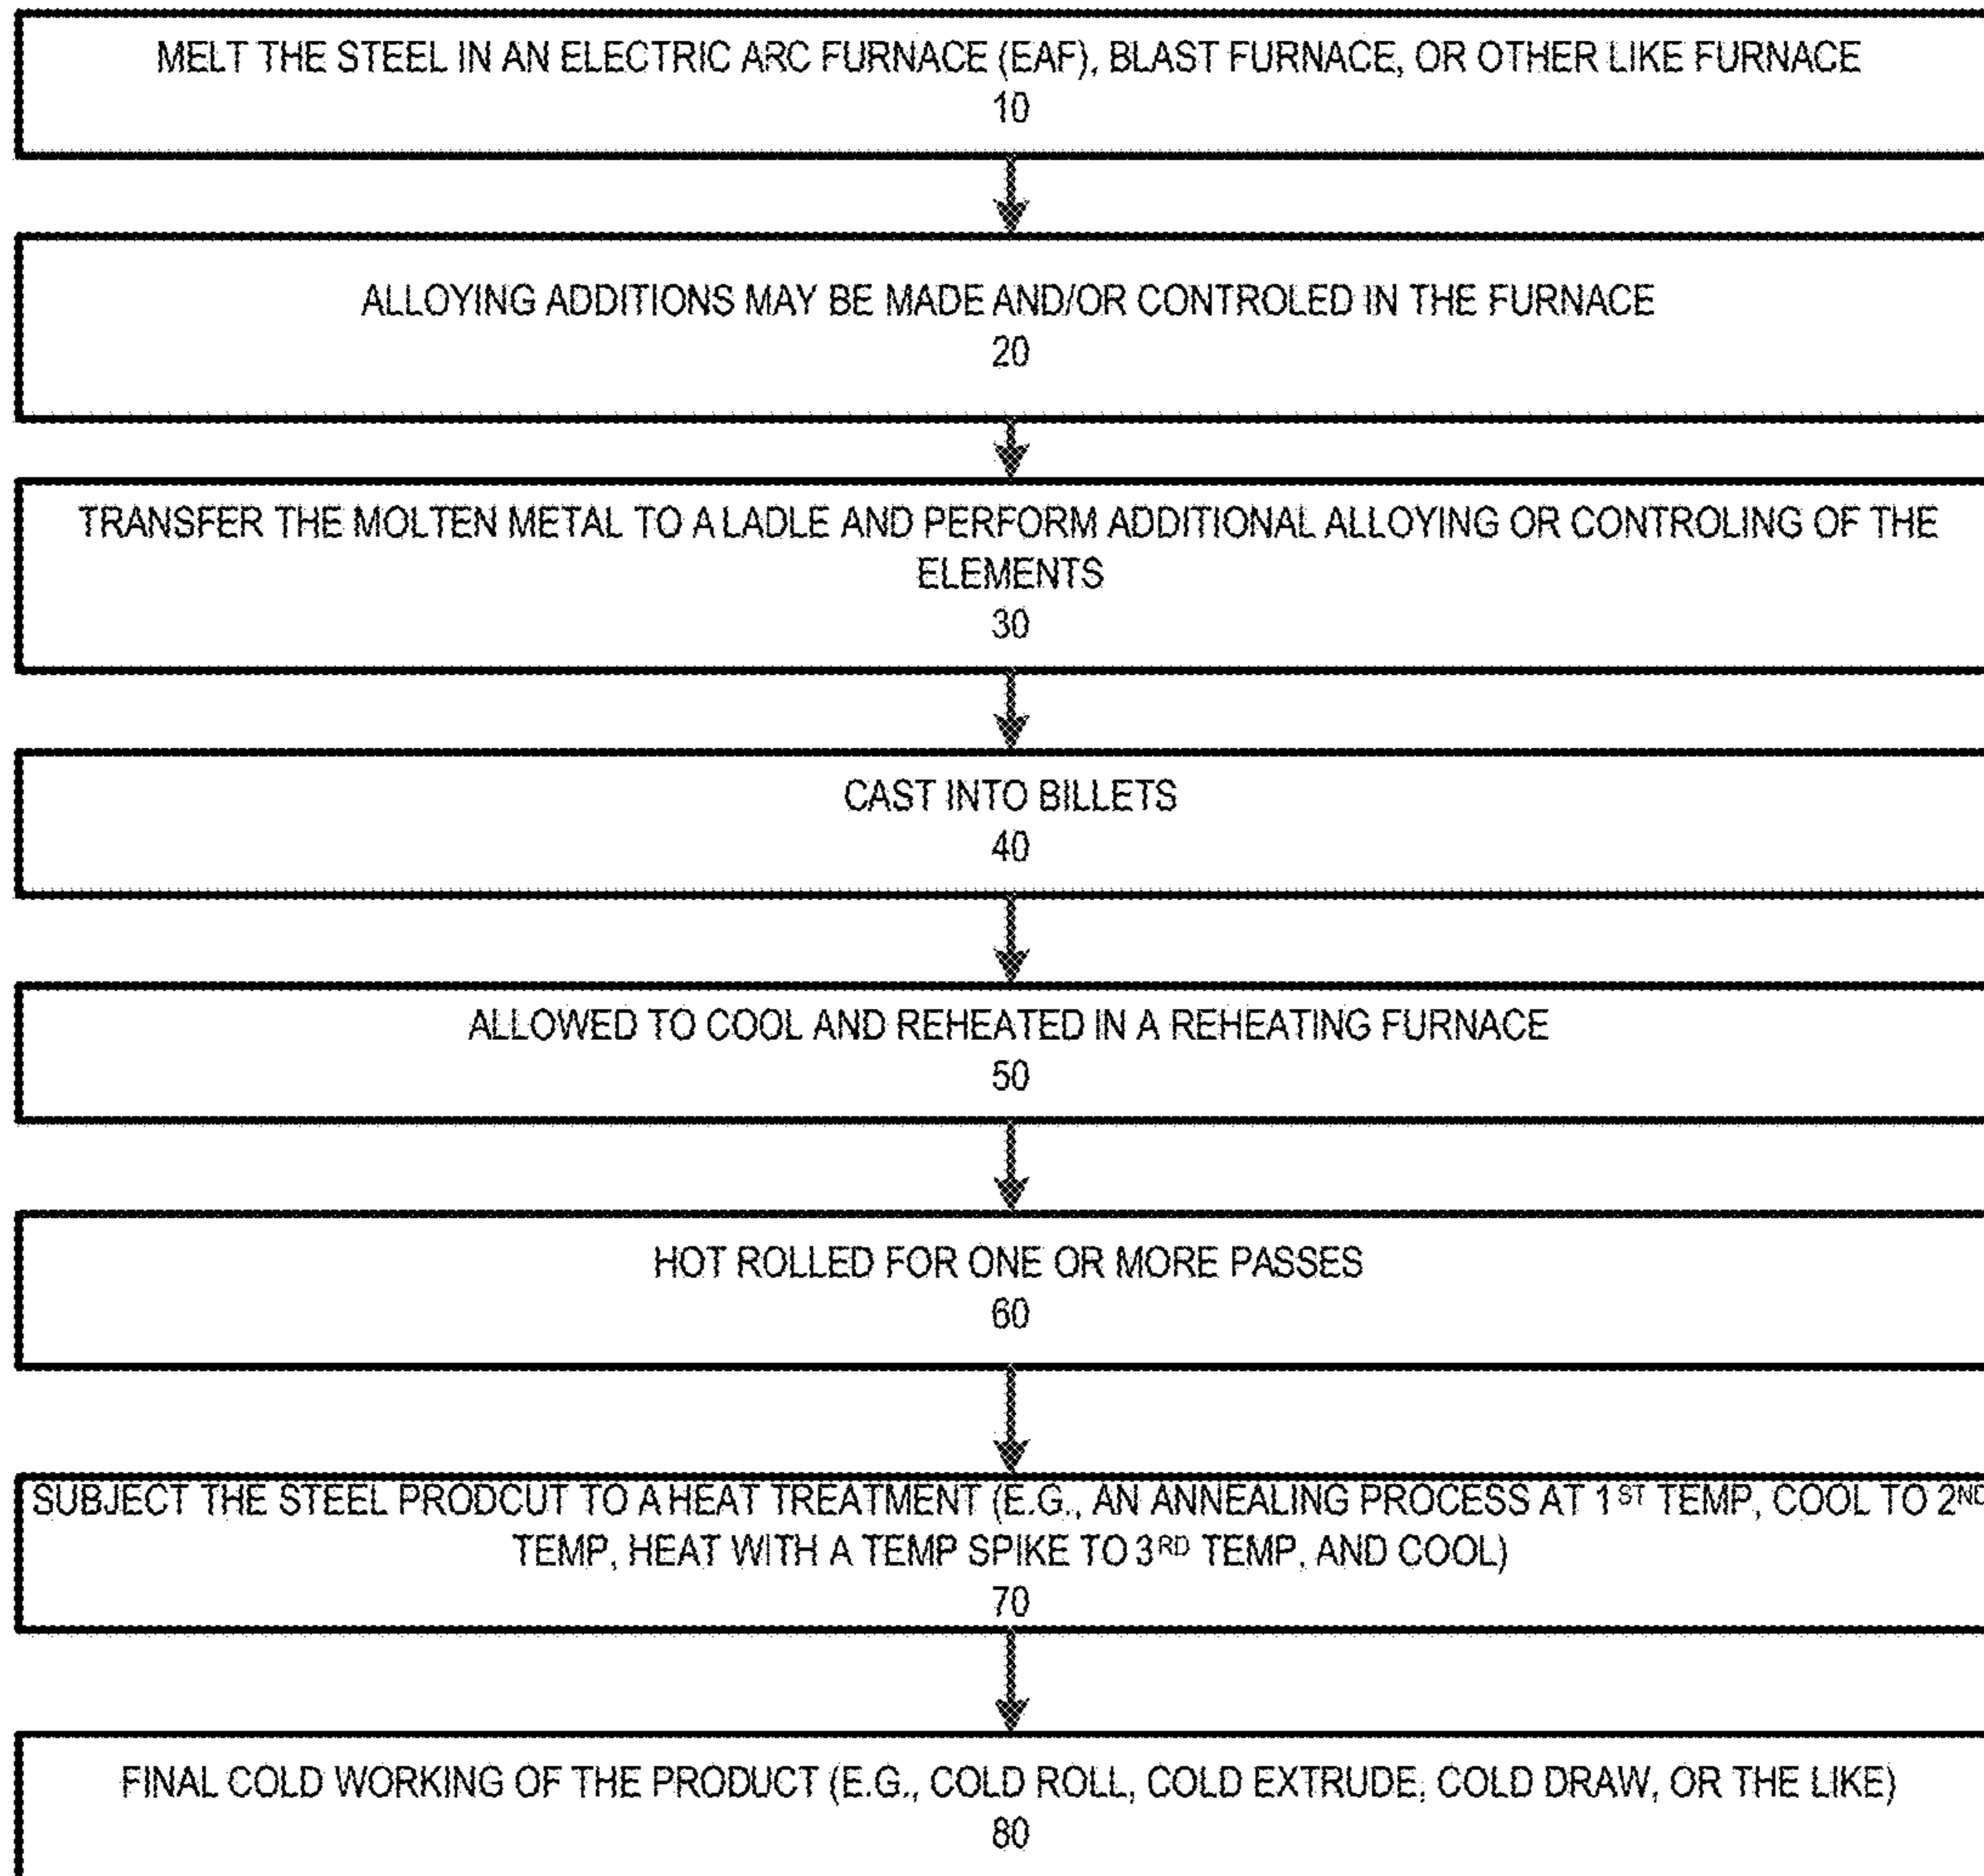 MELT THE STEEL IN AN ELECTRIC ARC FURNACE (EAF), BLAST FURNACE, OR OTHER LIKE FURNACE
10
ALLOYING ADDITIONS MAY BE MADE AND/OR CONTROLED IN THE FURNACE
20
TRANSFER THE MOLTEN METAL TO A LADLE AND PERFORM ADDITIONAL ALLOYING OR CONTROLING OF THE
ELEMENTS
30
CAST INTO BILLETS
40
ALLOWED TO COOL AND REHEATED IN A REHEATING FURNACE
50
HOT ROLLED FOR ONE OR MORE PASSES
60
SUBJECT THE STEEL PRODCUT TO A HEAT TREATMENT (E.G., AN ANNEALING PROCESS AT 1ST TEMP, COOL TO 2ND
TEMP, HEAT WITH A TEMP SPIKE TO 3RD TEMP, AND COOL)
70
FINAL COLD WORKING OF THE PRODUCT (E.G., COLD ROLL, COLD EXTRUDE, COLD DRAW, OR THE LIKE)
80